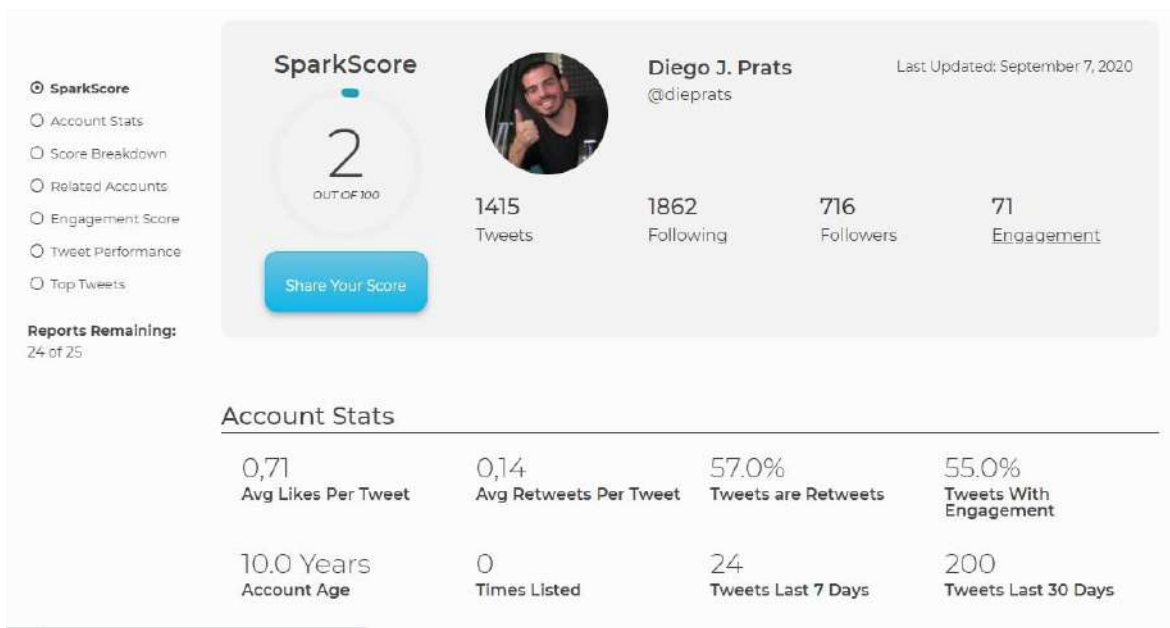 SparkScore
Account Stats
Score Breakdown
Related Accounts
Engagement Score
Tweet Performance
Top Tweets
Reports Remaining:
24 of 25
SparkScore
2
OUT OF 100
Share Your Score
Diego J. Prats
@dieprats
Last Updated: September 7, 2020
1415
Tweets
1862
Following
716
Followers
71
Engagement
Account Stats
0,71
Avg Likes Per Tweet
0,14
Avg Retweets Per Tweet
57.0%
Tweets are Retweets
55.0%
Tweets With
Engagement
10.0 Years
Account Age
0
Times Listed
24
Tweets Last 7 Days
200
Tweets Last 30 Days